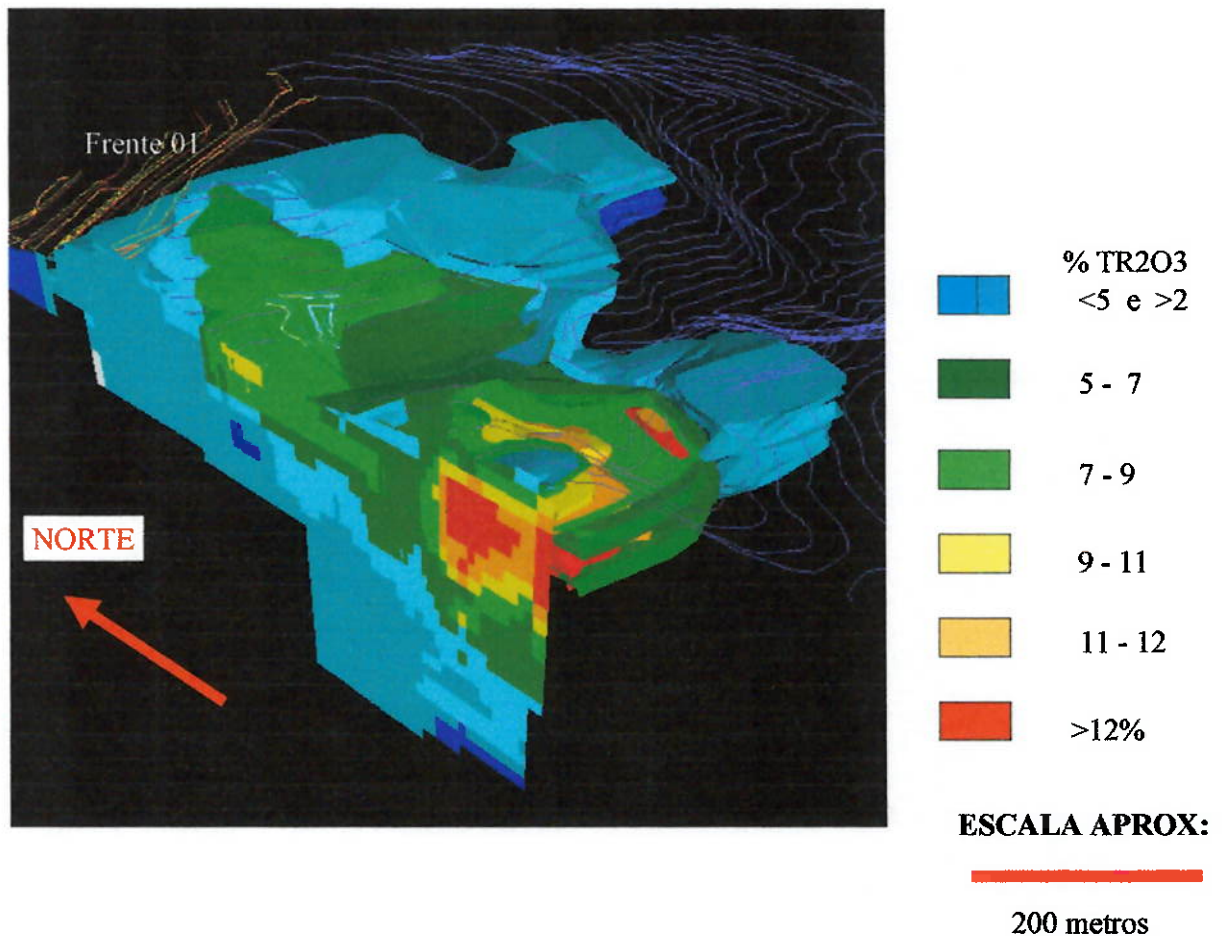 Frente 01
NORTE
% TR2O3
<5 e >2
5 - 7
7 - 9
9 - 11
11 - 12
>12%
ESCALA APROX:
200 metros